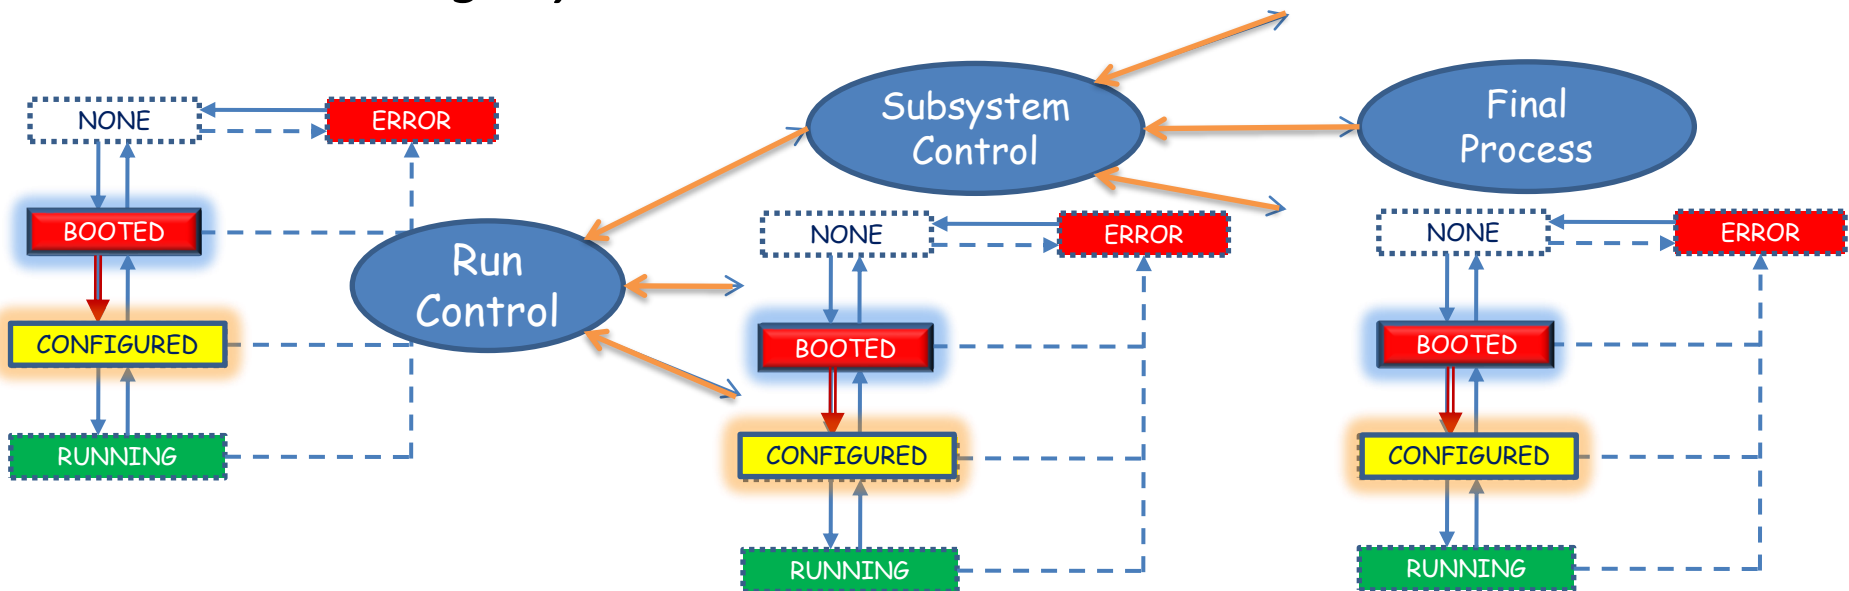 NONE
ERROR
BOOTED
CONFIGURED
RUNNING
Run
Control
Subsystem
Control
NONE
ERROR
BOOTED
CONFIGURED
RUNNING
Final
Process
NONE
ERROR
BOOTED
CONFIGURED
RUNNING